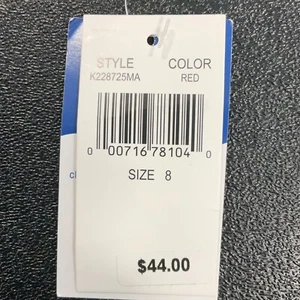 STYLE COLOR
K228725MA RED
0 00716 78104 0
SIZE 8
$44.00